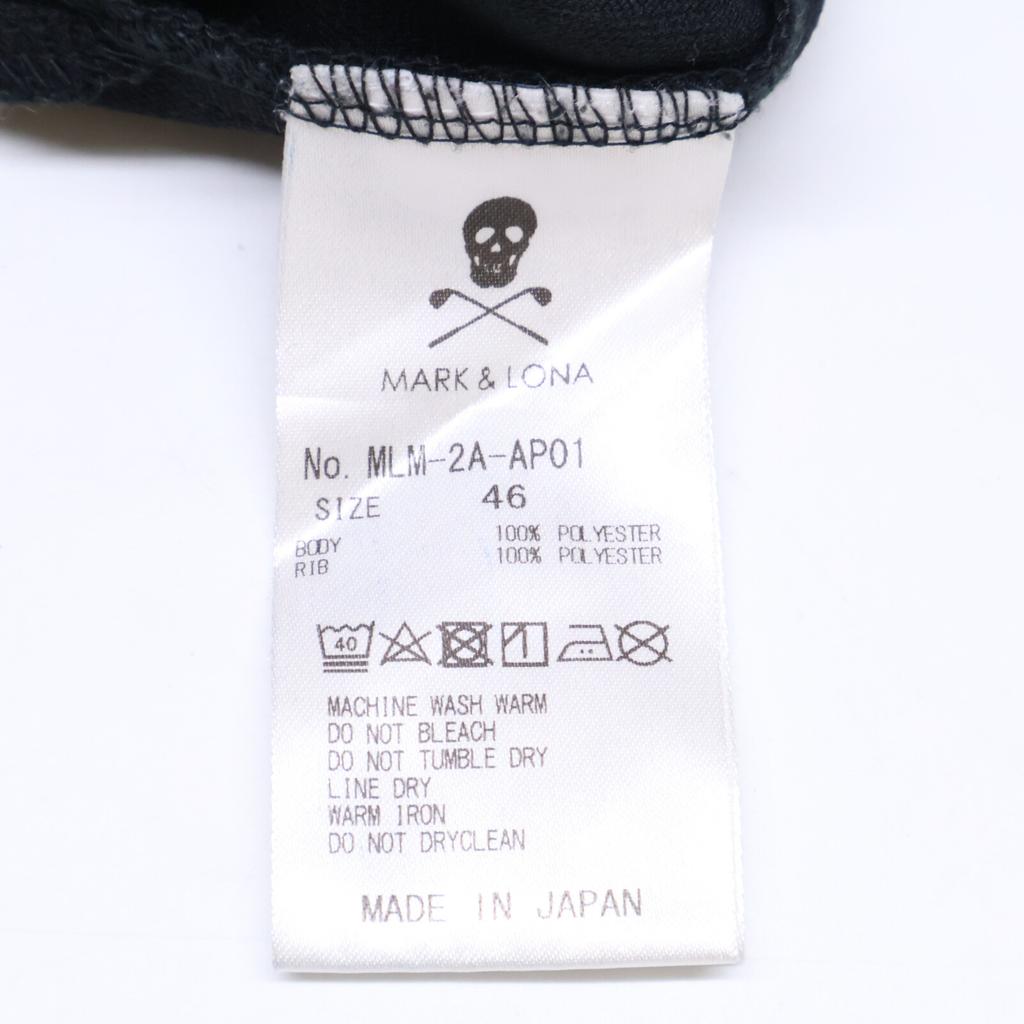 MARK & LONA
No. MLM-2A-AP01
SIZE 46
BODY 100% POLYESTER
RIB 100% POLYESTER
40
MACHINE WASH WARM
DO NOT BLEACH
DO NOT TUMBLE DRY
LINE DRY
WARM IRON
DO NOT DRYCLEAN
MADE IN JAPAN